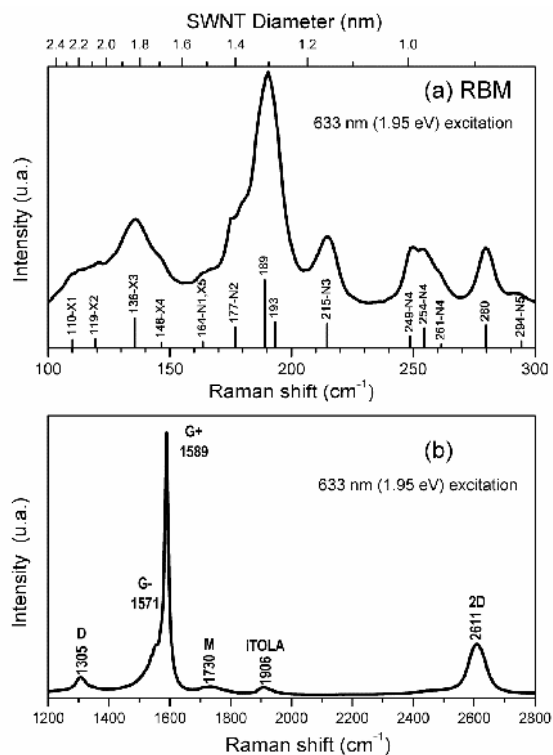 SWNT Diameter (nm)
2.4 2.2 2.0 1.8 1.6 1.4 1.2 1.0
(a) RBM
633 nm (1.95 eV) excitation
Intensity (u.a.)
110-X1
119-X2
136-X3
146-X4
164-N1,X5
177-N2
189
193
215-N3
249-N4
254-N4
261-N4
280
294-N5
100 150 200 250 300
Raman shift (cm⁻¹)
(b)
633 nm (1.95 eV) excitation
Intensity (u.a.)
G+
1589
G-
1571
D
1305
M
1730
ITOLA
1906
2D
2611
1200 1400 1600 1800 2000 2200 2400 2600 2800
Raman shift (cm⁻¹)